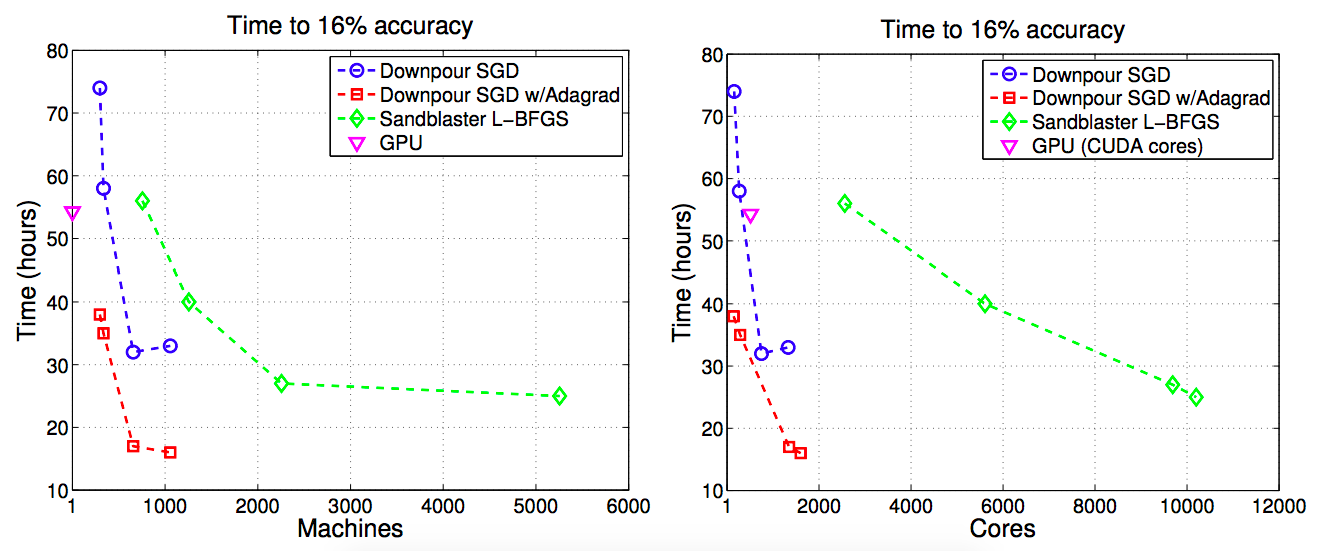 Time to 16% accuracy
80
70
60
50
40
30
20
10
Time (hours)
1
1000
2000
3000
4000
5000
6000
Machines
Downpour SGD
Downpour SGD w/Adagrad
Sandblaster L−BFGS
GPU
Time to 16% accuracy
80
70
60
50
40
30
20
10
Time (hours)
1
2000
4000
6000
8000
10000
12000
Cores
Downpour SGD
Downpour SGD w/Adagrad
Sandblaster L−BFGS
GPU (CUDA cores)